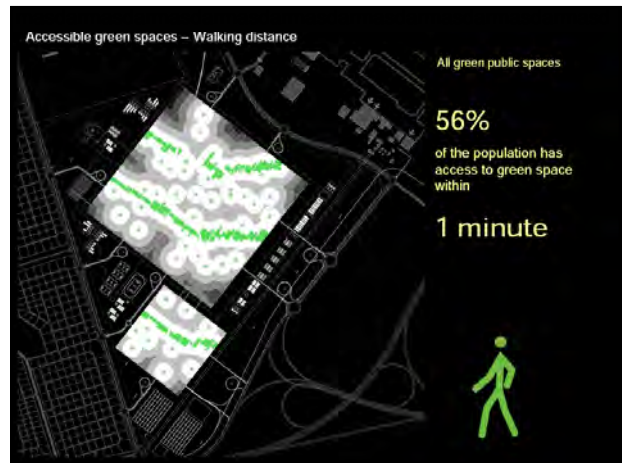 Accessible green spaces – Walking distance
All green public spaces
56%
of the population has
access to green space
within
1 minute